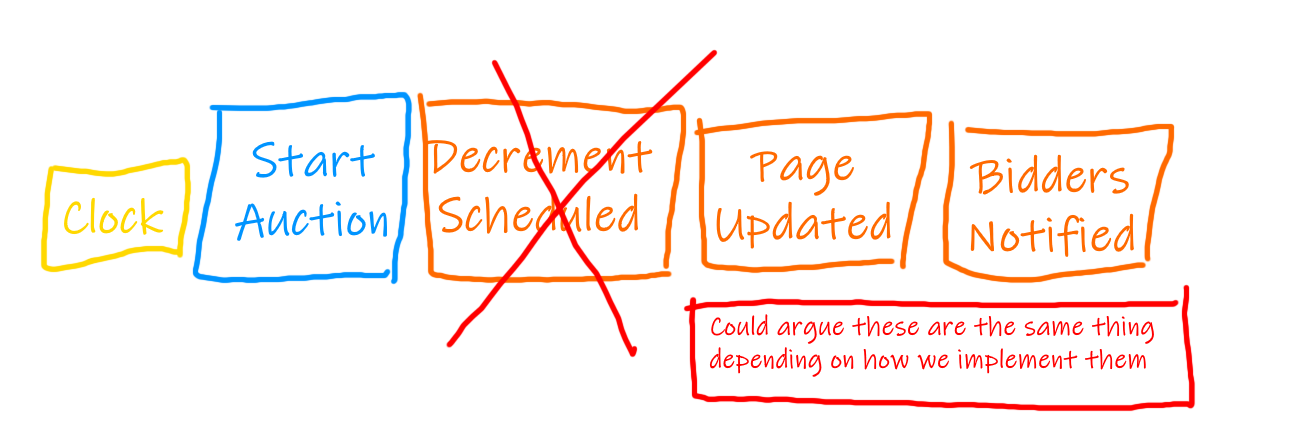 Clock
Start
Auction
Decrement
Scheduled
Page
Updated
Bidders
Notified
Could argue these are the same thing
depending on how we implement them